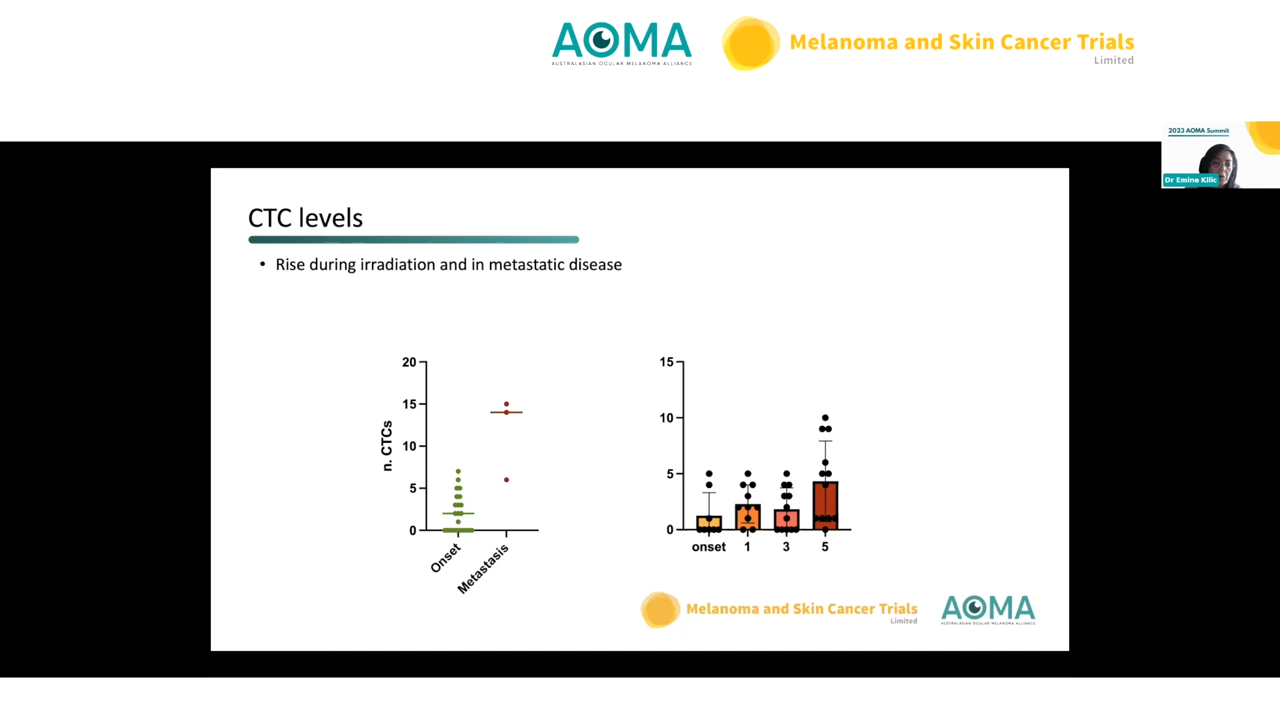 AOMA
AUSTRALASIAN OCULAR MELANOMA ALLIANCE
Melanoma and Skin Cancer Trials
Limited
2023 AOMA Summit
Dr Emine Kilic
CTC levels
• Rise during irradiation and in metastatic disease
n. CTCs
20
15
10
5
0
Onset
Metastasis
15
10
5
0
onset 1 3 5
Melanoma and Skin Cancer Trials
Limited
AOMA
AUSTRALASIAN OCULAR MELANOMA ALLIANCE